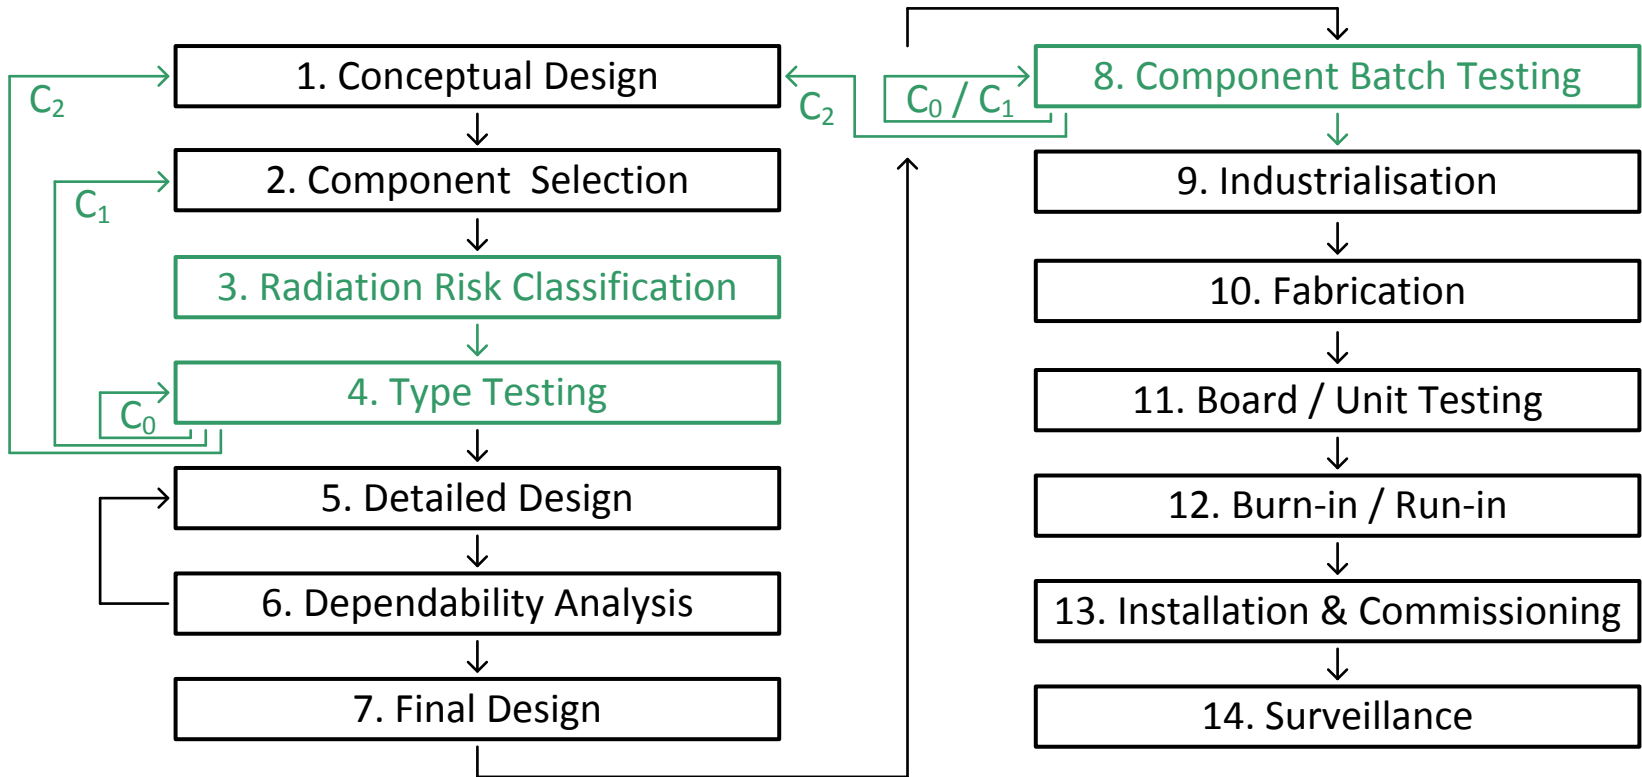 1. Conceptual Design
C₂
2. Component Selection
C₁
3. Radiation Risk Classification
4. Type Testing
C₀
5. Detailed Design
6. Dependability Analysis
7. Final Design
8. Component Batch Testing
C₀ / C₁
C₂
9. Industrialisation
10. Fabrication
11. Board / Unit Testing
12. Burn-in / Run-in
13. Installation & Commissioning
14. Surveillance